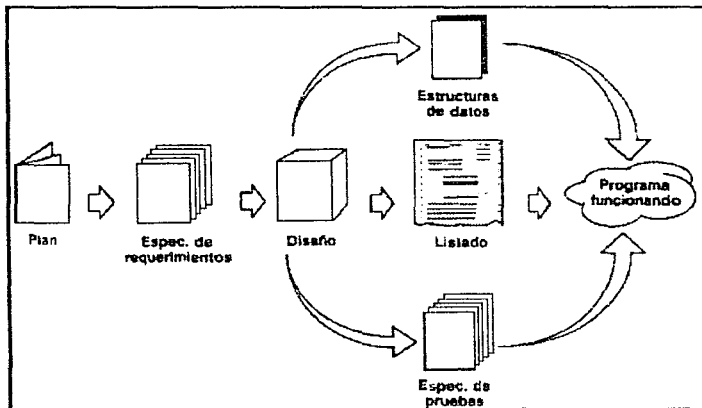 Estructuras
de datos
Programa
funcionando
Plan
Espec. de
requerimientos
Diseño
Listado
Espec. de
pruebas